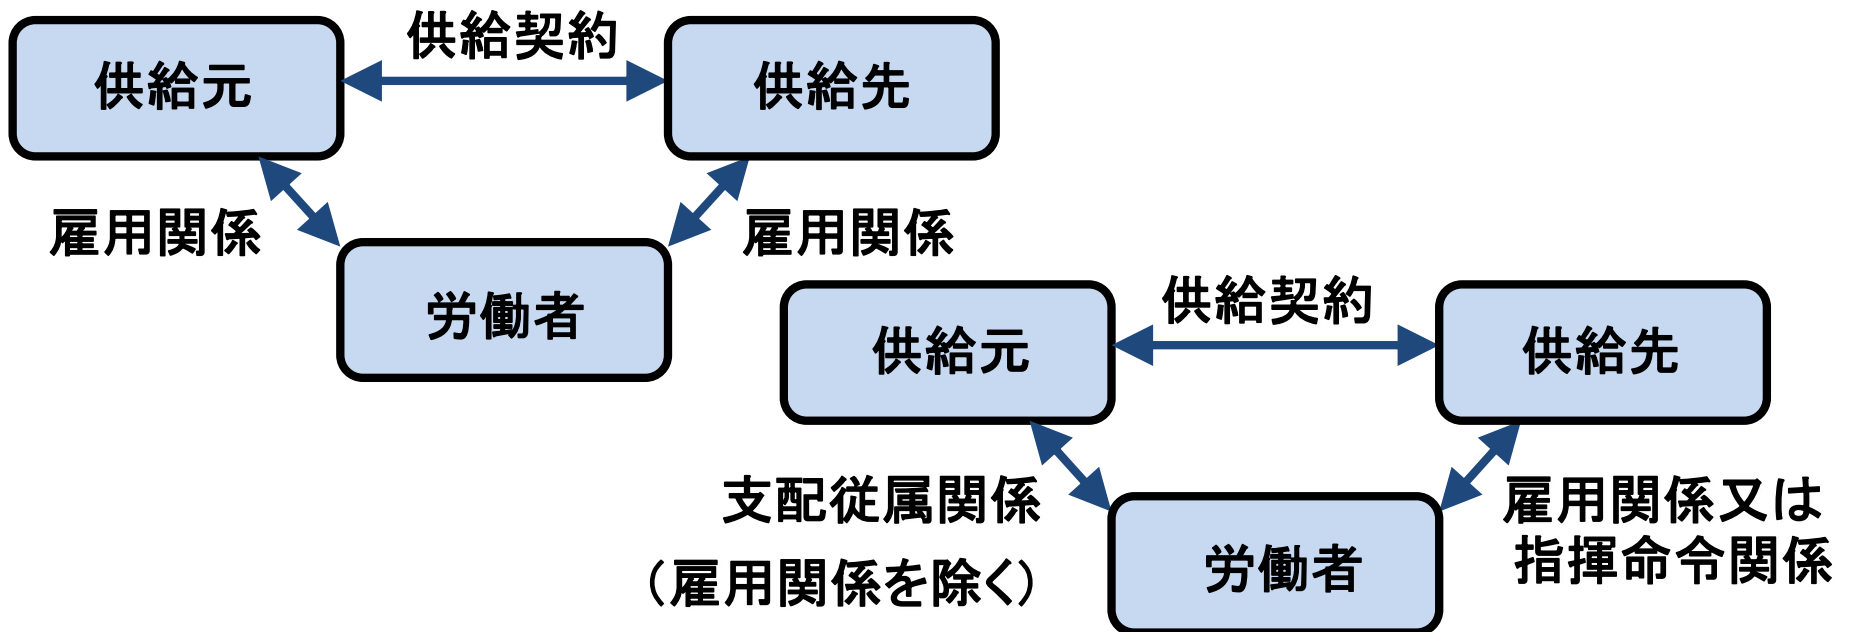 供給契約
供給元
供給先
雇用関係
雇用関係
労働者
供給契約
供給元
供給先
支配従属関係
（雇用関係を除く）
雇用関係又は
指揮命令関係
労働者